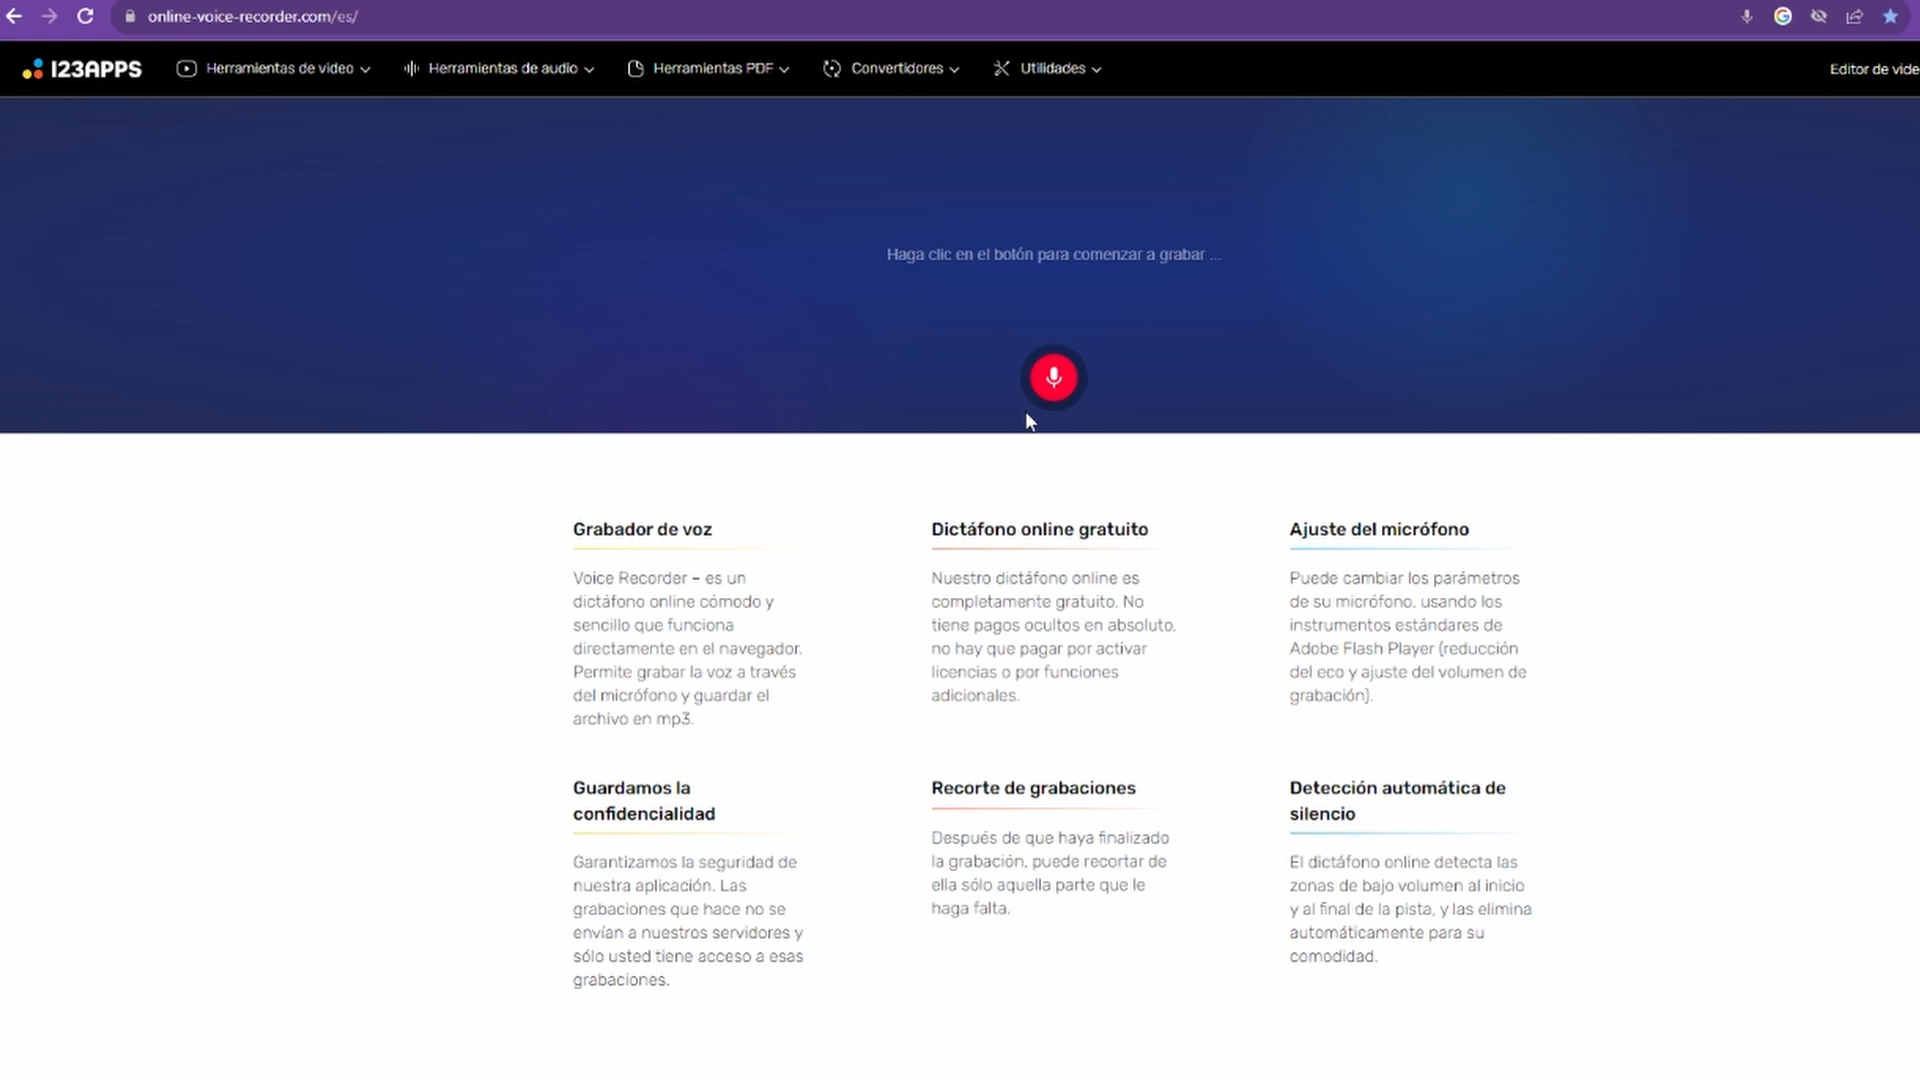 online-voice-recorder.com/es/
123APPS
Herramientas de video
Herramientas de audio
Herramientas PDF
Convertidores
Utilidades
Editor de vide
Haga clic en el botón para comenzar a grabar ...
Grabador de voz
Voice Recorder – es un
dictáfono online cómodo y
sencillo que funciona
directamente en el navegador.
Permite grabar la voz a través
del micrófono y guardar el
archivo en mp3.
Dictáfono online gratuito
Nuestro dictáfono online es
completamente gratuito. No
tiene pagos ocultos en absoluto,
no hay que pagar por activar
licencias o por funciones
adicionales.
Ajuste del micrófono
Puede cambiar los parámetros
de su micrófono, usando los
instrumentos estándares de
Adobe Flash Player (reducción
del eco y ajuste del volumen de
grabación).
Guardamos la
confidencialidad
Garantizamos la seguridad de
nuestra aplicación. Las
grabaciones que hace no se
envían a nuestros servidores y
sólo usted tiene acceso a esas
grabaciones.
Recorte de grabaciones
Después de que haya finalizado
la grabación, puede recortar de
ella sólo aquella parte que le
haga falta.
Detección automática de
silencio
El dictáfono online detecta las
zonas de bajo volumen al inicio
y al final de la pista, y las elimina
automáticamente para su
comodidad.